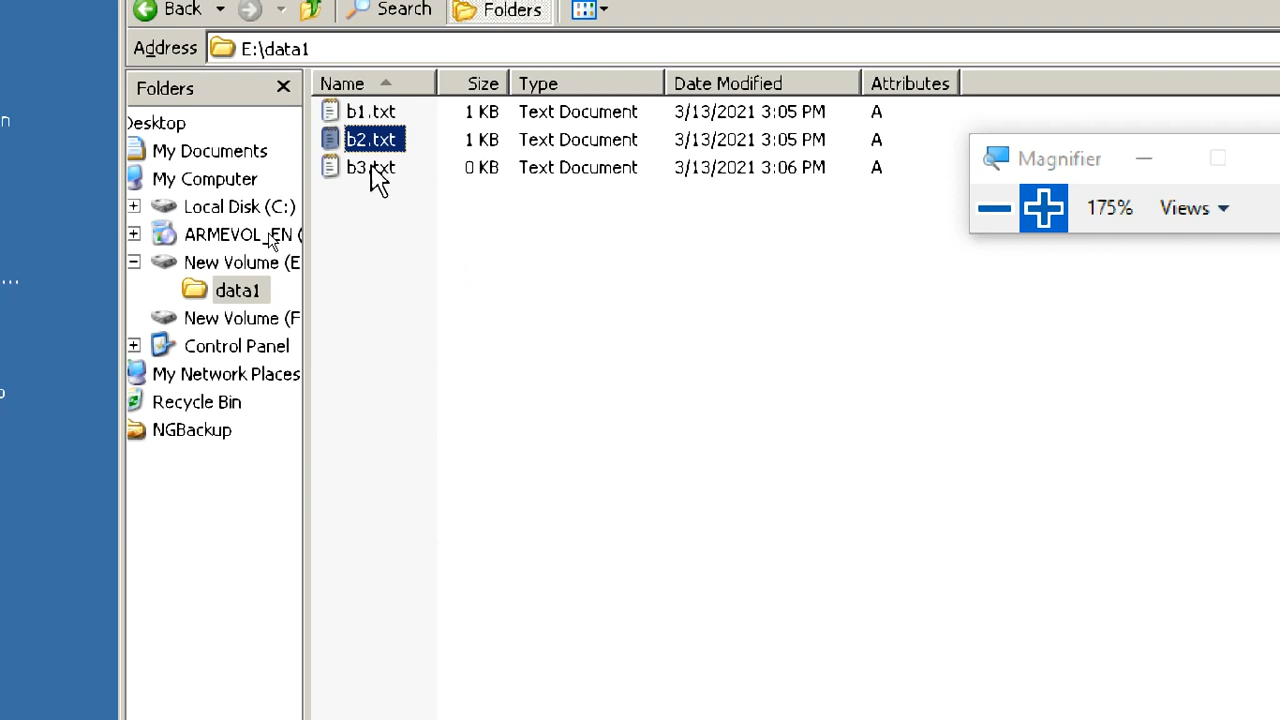 Back Search Folders
Address E:\data1
Folders Name Size Type Date Modified Attributes
Desktop
My Documents
My Computer
Local Disk (C:)
ARMEVOL_EN (
New Volume (E
data1
New Volume (F
Control Panel
My Network Places
Recycle Bin
NGBackup
b1.txt 1 KB Text Document 3/13/2021 3:05 PM A
b2.txt 1 KB Text Document 3/13/2021 3:05 PM A
b3.txt 0 KB Text Document 3/13/2021 3:06 PM A
Magnifier
175% Views
n
...